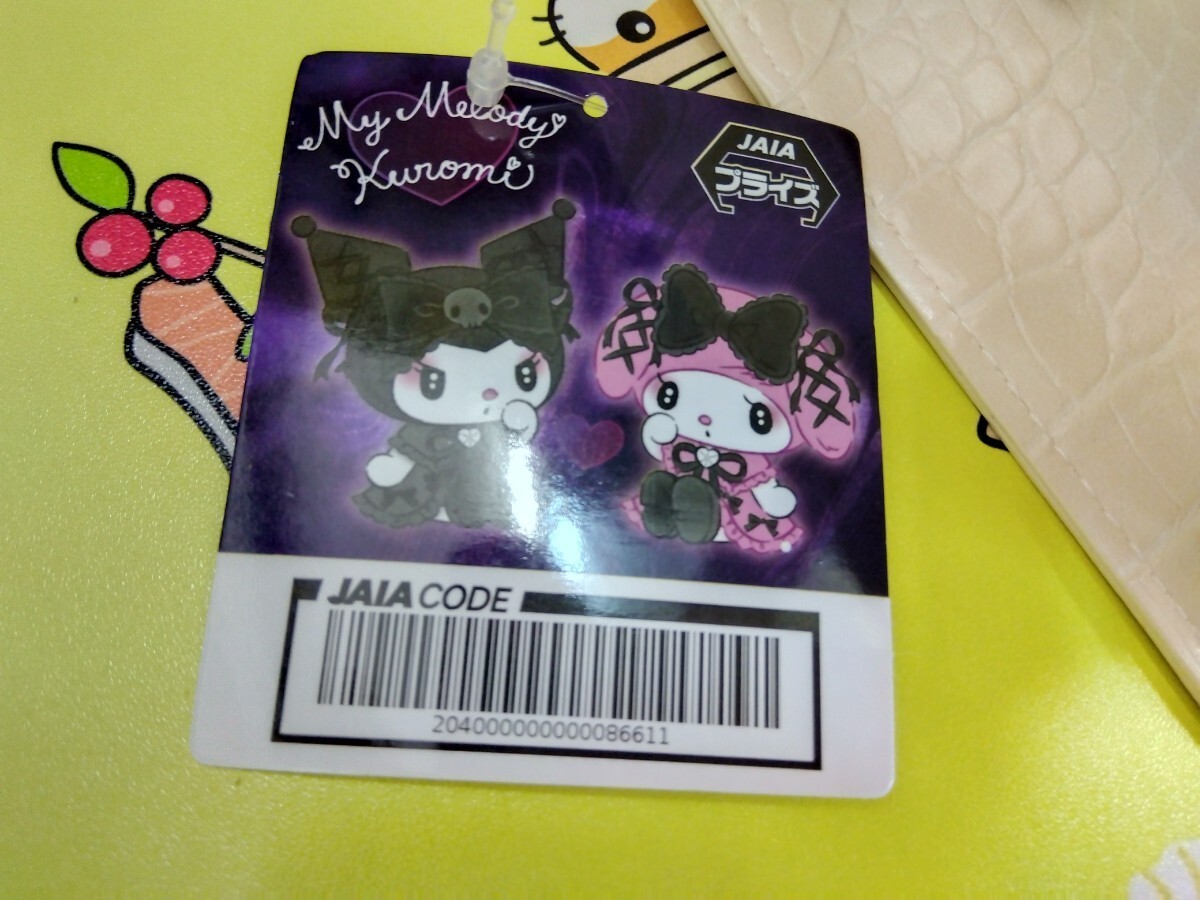 My Melody
Kuromi
JAIA
プライズ
JAIA CODE
2040000000000086611